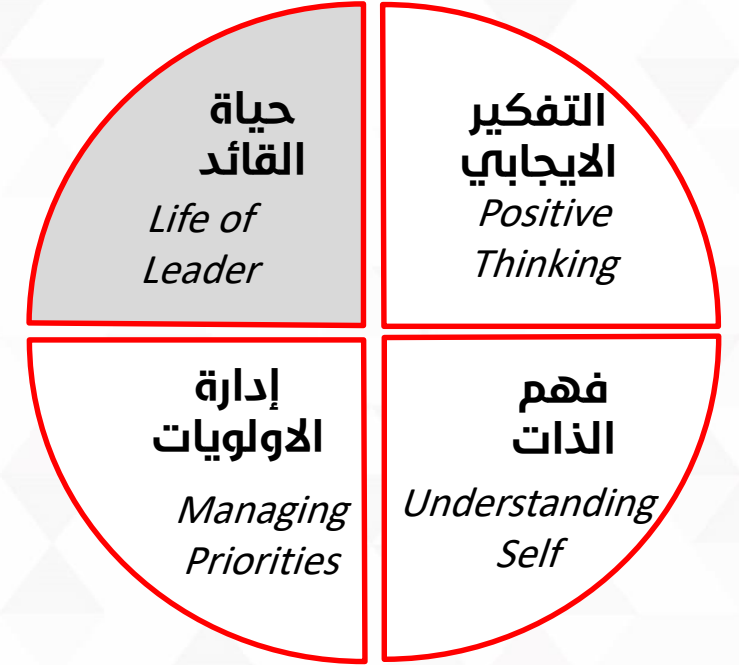 حياة
القائد
Life of
Leader
التفكير
الايجابي
Positive
Thinking
إدارة
الاولويات
Managing
Priorities
فهم
الذات
Understanding
Self